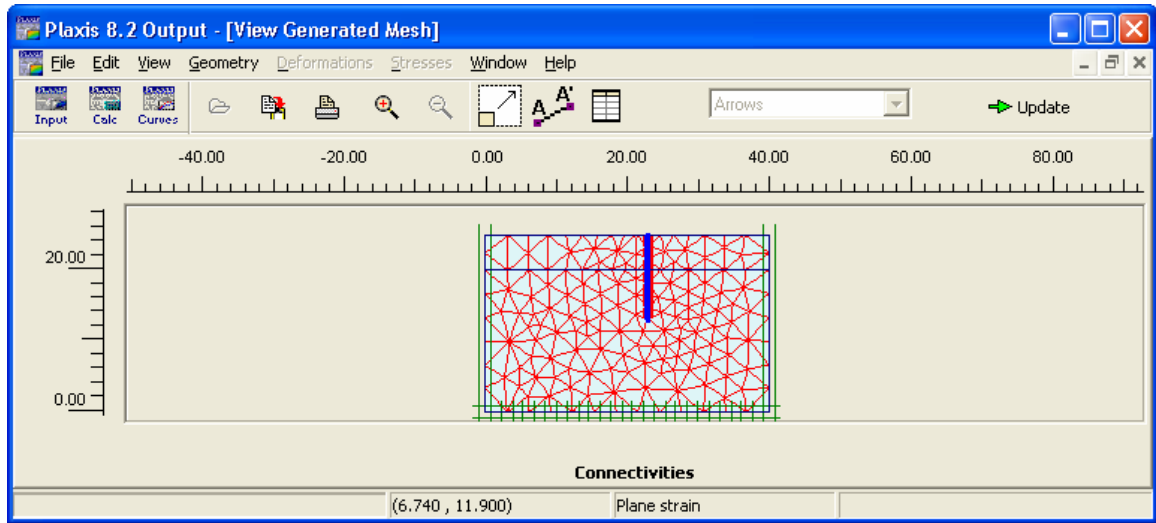 Plaxis 8.2 Output - [View Generated Mesh]
File Edit View Geometry Deformations Stresses Window Help
Input Calc Curves A A' Arrows Update
-40.00 -20.00 0.00 20.00 40.00 60.00 80.00
20.00
0.00
Connectivities
(6.740 , 11.900) Plane strain